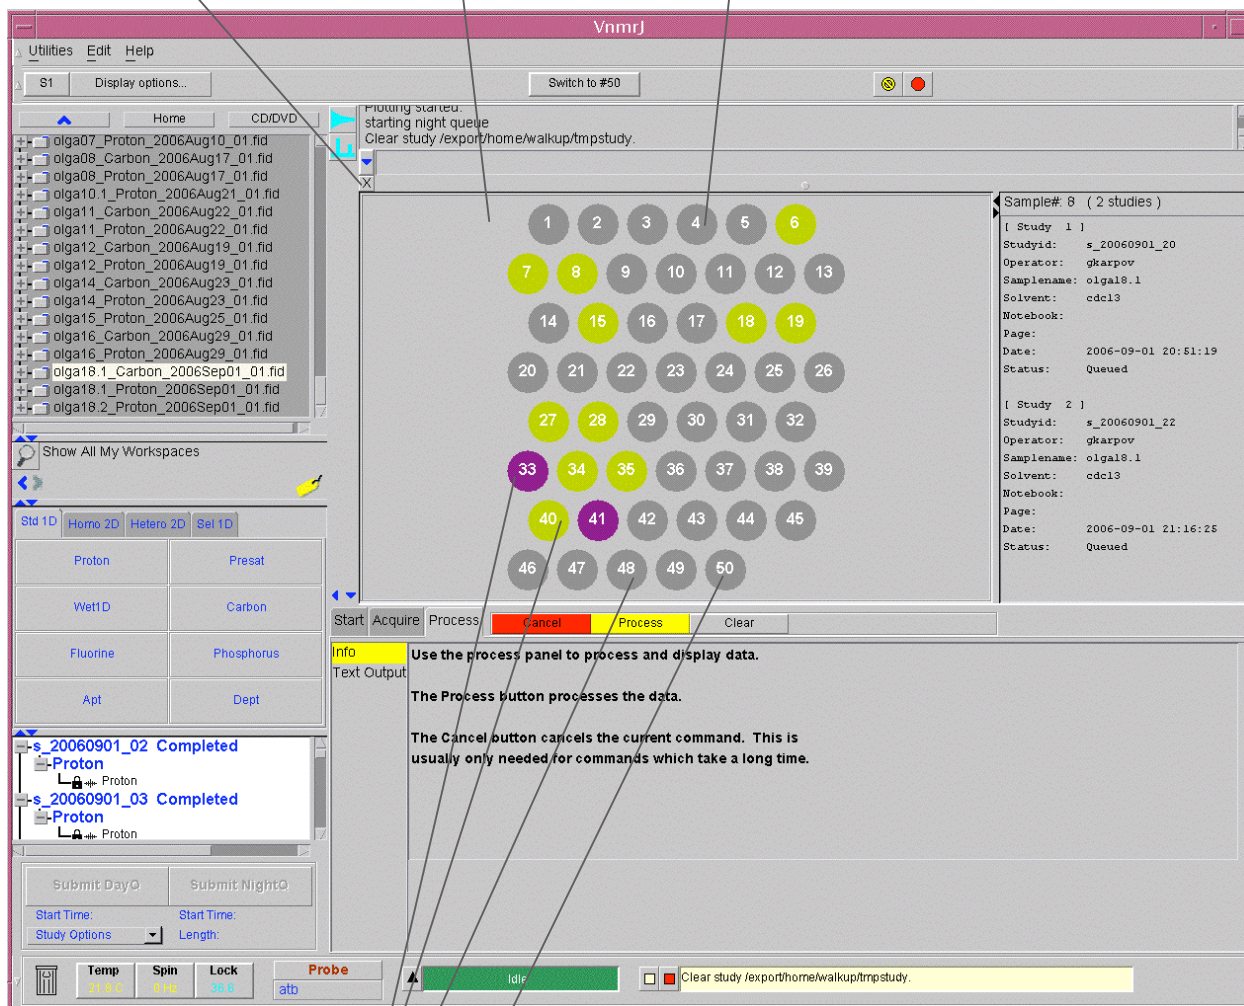 VnmrJ
Utilities Edit Help
S1 Display options... Switch to #50
Home CD/DVD
Plotting started.
starting night queue
Clear study /export/home/walkup/tmpstudy.
X
olga07_Proton_2006Aug10_01.fid
olga08_Carbon_2006Aug17_01.fid
olga08_Proton_2006Aug17_01.fid
olga10.1_Proton_2006Aug21_01.fid
olga11_Carbon_2006Aug22_01.fid
olga11_Proton_2006Aug22_01.fid
olga12_Carbon_2006Aug19_01.fid
olga12_Proton_2006Aug19_01.fid
olga14_Carbon_2006Aug23_01.fid
olga14_Proton_2006Aug23_01.fid
olga15_Proton_2006Aug25_01.fid
olga16_Carbon_2006Aug29_01.fid
olga16_Proton_2006Aug29_01.fid
olga18.1_Carbon_2006Sep01_01.fid
olga18.1_Proton_2006Sep01_01.fid
olga18.2_Proton_2006Sep01_01.fid
Show All My Workspaces
1 2 3 4 5 6
7 8 9 10 11 12 13
14 15 16 17 18 19
20 21 22 23 24 25 26
27 28 29 30 31 32
33 34 35 36 37 38 39
40 41 42 43 44 45
46 47 48 49 50
Sample#: 8 ( 2 studies )
[ Study 1 ]
Studyid: s_20060901_20
Operator: gkarpov
Samplename: olga18.1
Solvent: cdcl3
Notebook:
Page:
Date: 2006-09-01 20:51:19
Status: Queued
[ Study 2 ]
Studyid: s_20060901_22
Operator: gkarpov
Samplename: olga18.1
Solvent: cdcl3
Notebook:
Page:
Date: 2006-09-01 21:16:25
Status: Queued
Std 1D Homo 2D Hetero 2D Sel 1D
Proton Presat
Wet1D Carbon
Fluorine Phosphorus
Apt Dept
Start Acquire Process Cancel Process Clear
Info
Text Output
Use the process panel to process and display data.
The Process button processes the data.
The Cancel button cancels the current command. This is
usually only needed for commands which take a long time.
s_20060901_02 Completed
Proton
Proton
s_20060901_03 Completed
Proton
Proton
Submit DayQ Submit NightQ
Start Time: Start Time:
Study Options Length:
Temp Spin Lock Probe
21.8 C 0 Hz 36.6 atb
Idle
Clear study /export/home/walkup/tmpstudy.